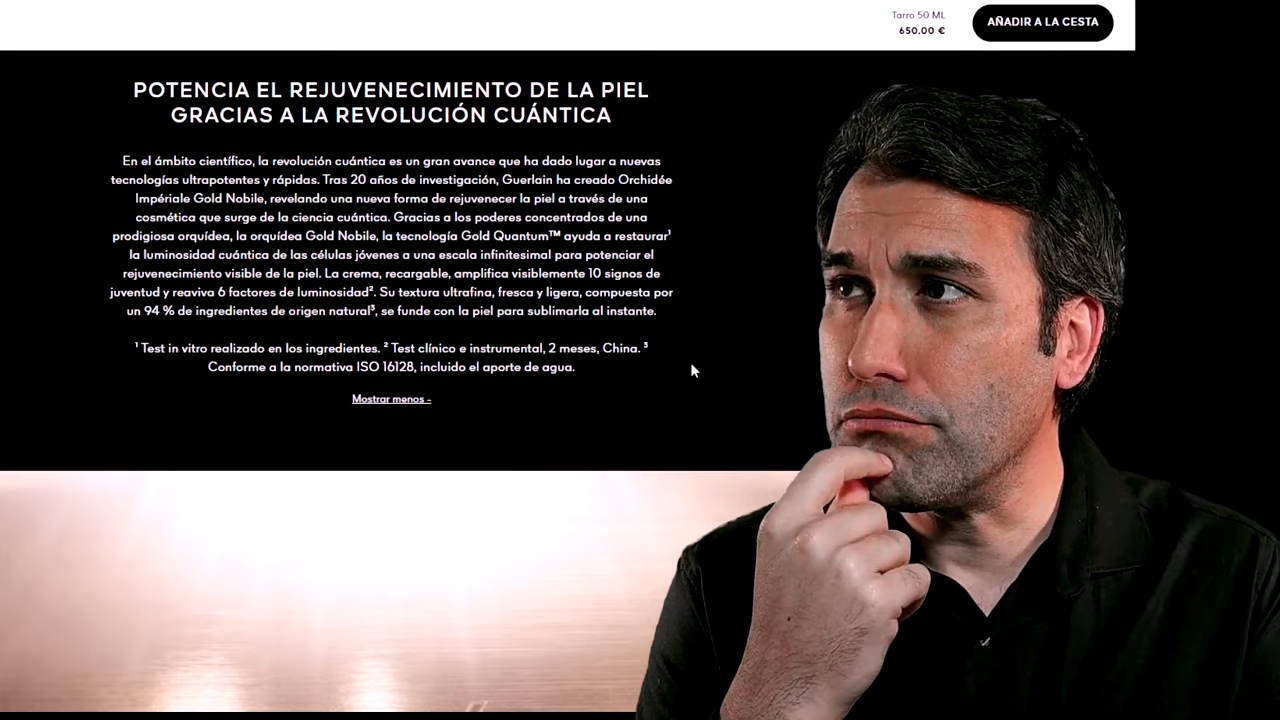 Tarro 50 ML
650.00 €
AÑADIR A LA CESTA
POTENCIA EL REJUVENECIMIENTO DE LA PIEL
GRACIAS A LA REVOLUCIÓN CUÁNTICA
En el ámbito científico, la revolución cuántica es un gran avance que ha dado lugar a nuevas
tecnologías ultrapotentes y rápidas. Tras 20 años de investigación, Guerlain ha creado Orchidée
Impériale Gold Nobile, revelando una nueva forma de rejuvenecer la piel a través de una
cosmética que surge de la ciencia cuántica. Gracias a los poderes concentrados de una
prodigiosa orquídea, la orquídea Gold Nobile, la tecnología Gold Quantum™ ayuda a restaurar¹
la luminosidad cuántica de las células jóvenes a una escala infinitesimal para potenciar el
rejuvenecimiento visible de la piel. La crema, recargable, amplifica visiblemente 10 signos de
juventud y reaviva 6 factores de luminosidad². Su textura ultrafina, fresca y ligera, compuesta por
un 94 % de ingredientes de origen natural³, se funde con la piel para sublimarla al instante.
¹ Test in vitro realizado en los ingredientes. ² Test clínico e instrumental, 2 meses, China. ³
Conforme a la normativa ISO 16128, incluido el aporte de agua.
Mostrar menos -